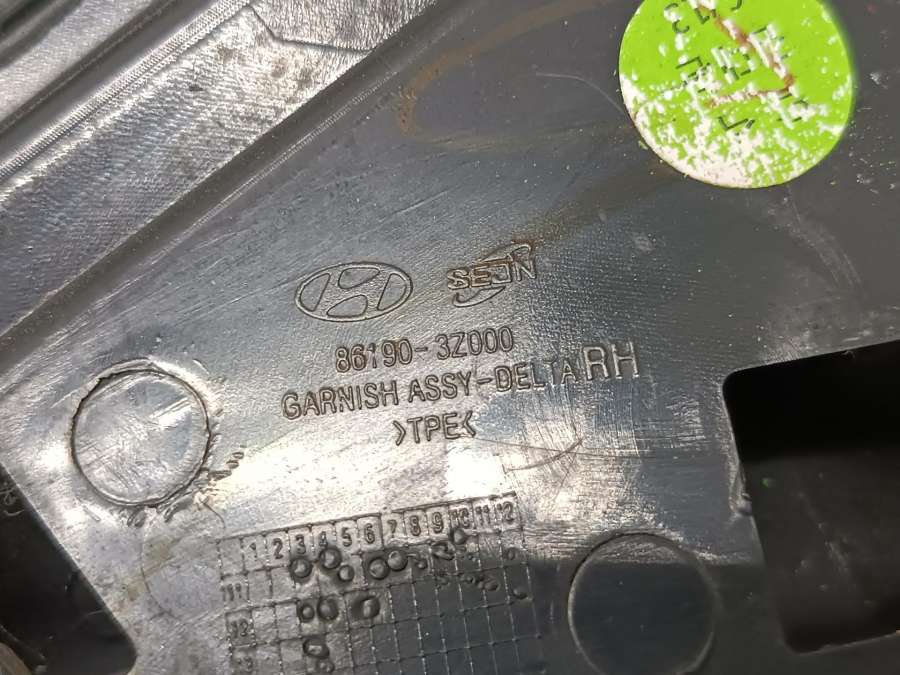 SEJN
86190-3Z000
GARNISH ASSY-DELTA RH
>TPE<
1 2 3 4 5 6 7 8 9 10 11 12